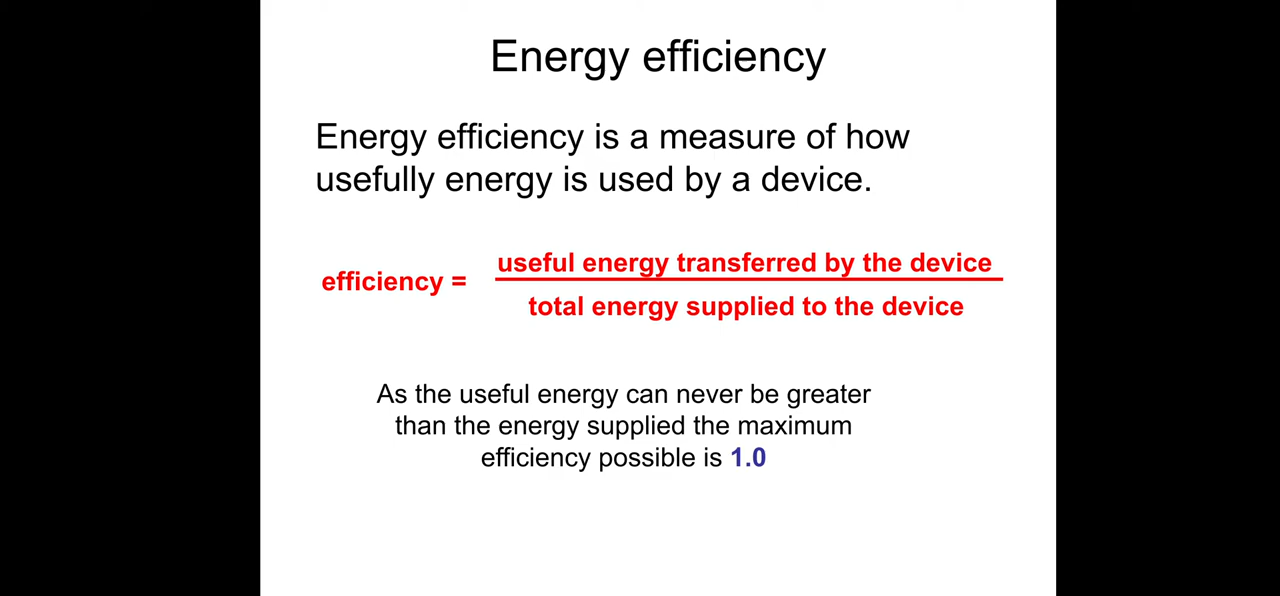 Energy efficiency
Energy efficiency is a measure of how
usefully energy is used by a device.
efficiency =
useful energy transferred by the device
total energy supplied to the device
As the useful energy can never be greater
than the energy supplied the maximum
efficiency possible is 1.0